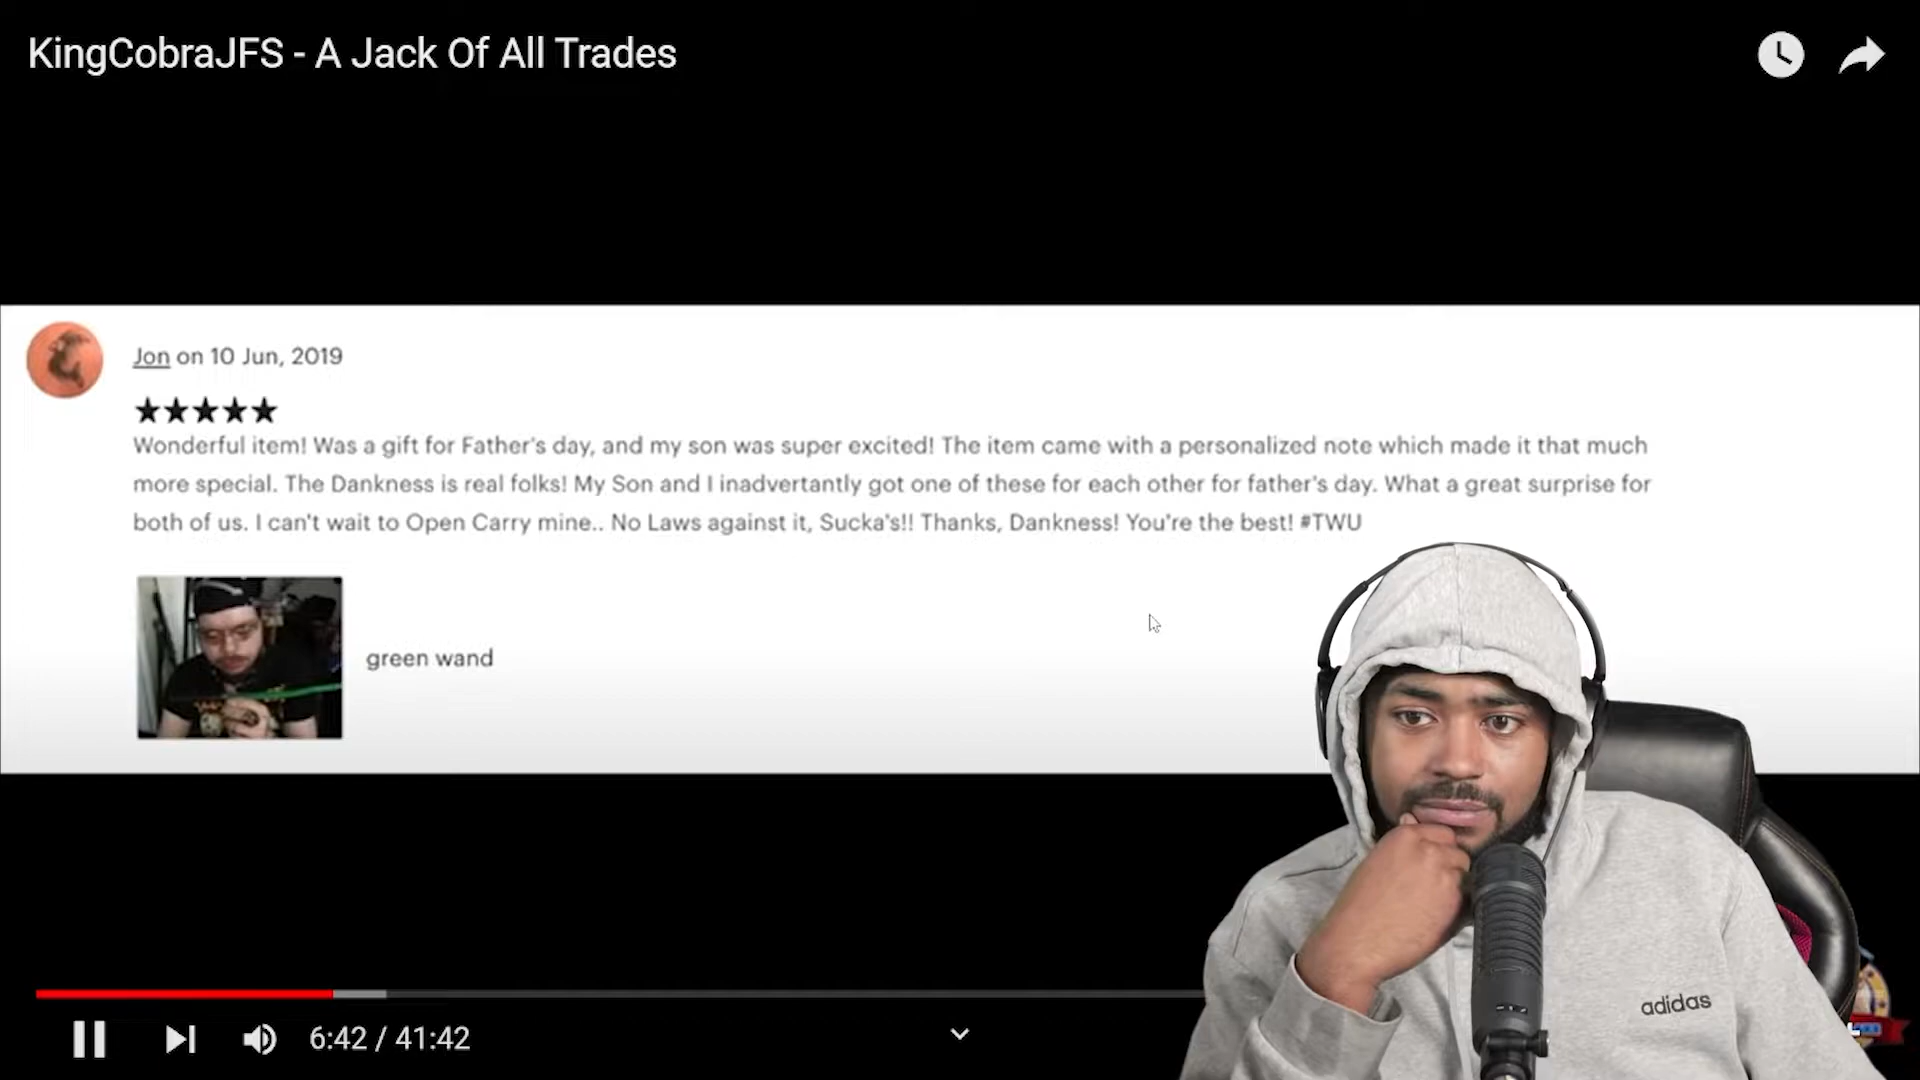 KingCobraJFS - A Jack Of All Trades
Jon on 10 Jun, 2019
Wonderful item! Was a gift for Father's day, and my son was super excited! The item came with a personalized note which made it that much
more special. The Dankness is real folks! My Son and I inadvertantly got one of these for each other for father's day. What a great surprise for
both of us. I can't wait to Open Carry mine.. No Laws against it, Sucka's!! Thanks, Dankness! You're the best! #TWU
green wand
adidas
6:42 / 41:42